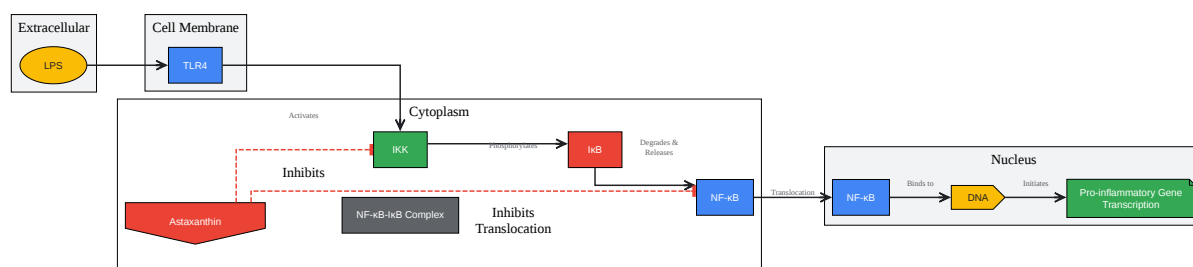 Extracellular
LPS
Cell Membrane
TLR4
Cytoplasm
Activates
IKK
Phosphorylates
IκB
Degrades &
Releases
Inhibits
Astaxanthin
NF-κB-IκB Complex
Inhibits
Translocation
NF-κB
Translocation
Nucleus
NF-κB
Binds to
DNA
Initiates
Pro-inflammatory Gene
Transcription